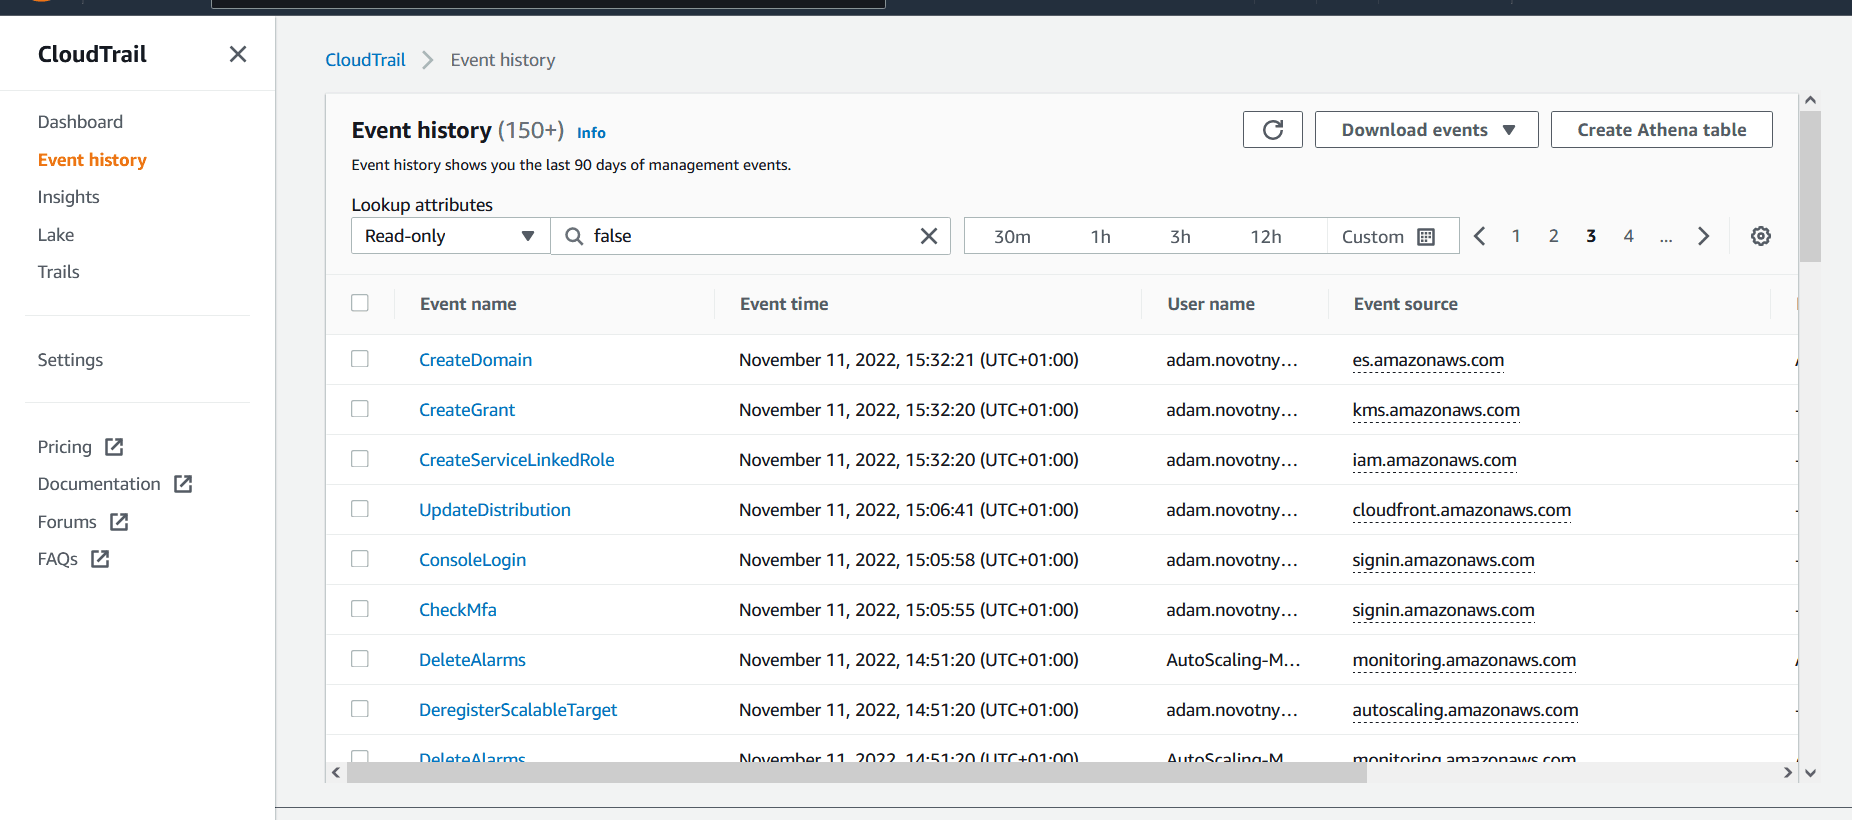 CloudTrail
Dashboard
Event history
Insights
Lake
Trails
Settings
Pricing
Documentation
Forums
FAQs
CloudTrail Event history
Event history (150+) Info
Event history shows you the last 90 days of management events.
Download events
Create Athena table
Lookup attributes
Read-only false 30m 1h 3h 12h Custom 1 2 3 4 ...
Event name Event time User name Event source
CreateDomain November 11, 2022, 15:32:21 (UTC+01:00) adam.novotny… es.amazonaws.com
CreateGrant November 11, 2022, 15:32:20 (UTC+01:00) adam.novotny… kms.amazonaws.com
CreateServiceLinkedRole November 11, 2022, 15:32:20 (UTC+01:00) adam.novotny… iam.amazonaws.com
UpdateDistribution November 11, 2022, 15:06:41 (UTC+01:00) adam.novotny… cloudfront.amazonaws.com
ConsoleLogin November 11, 2022, 15:05:58 (UTC+01:00) adam.novotny… signin.amazonaws.com
CheckMfa November 11, 2022, 15:05:55 (UTC+01:00) adam.novotny… signin.amazonaws.com
DeleteAlarms November 11, 2022, 14:51:20 (UTC+01:00) AutoScaling-M… monitoring.amazonaws.com
DeregisterScalableTarget November 11, 2022, 14:51:20 (UTC+01:00) adam.novotny… autoscaling.amazonaws.com
DeleteAlarms November 11, 2022, 14:51:20 (UTC+01:00) AutoScaling-M monitoring.amazonaws.com